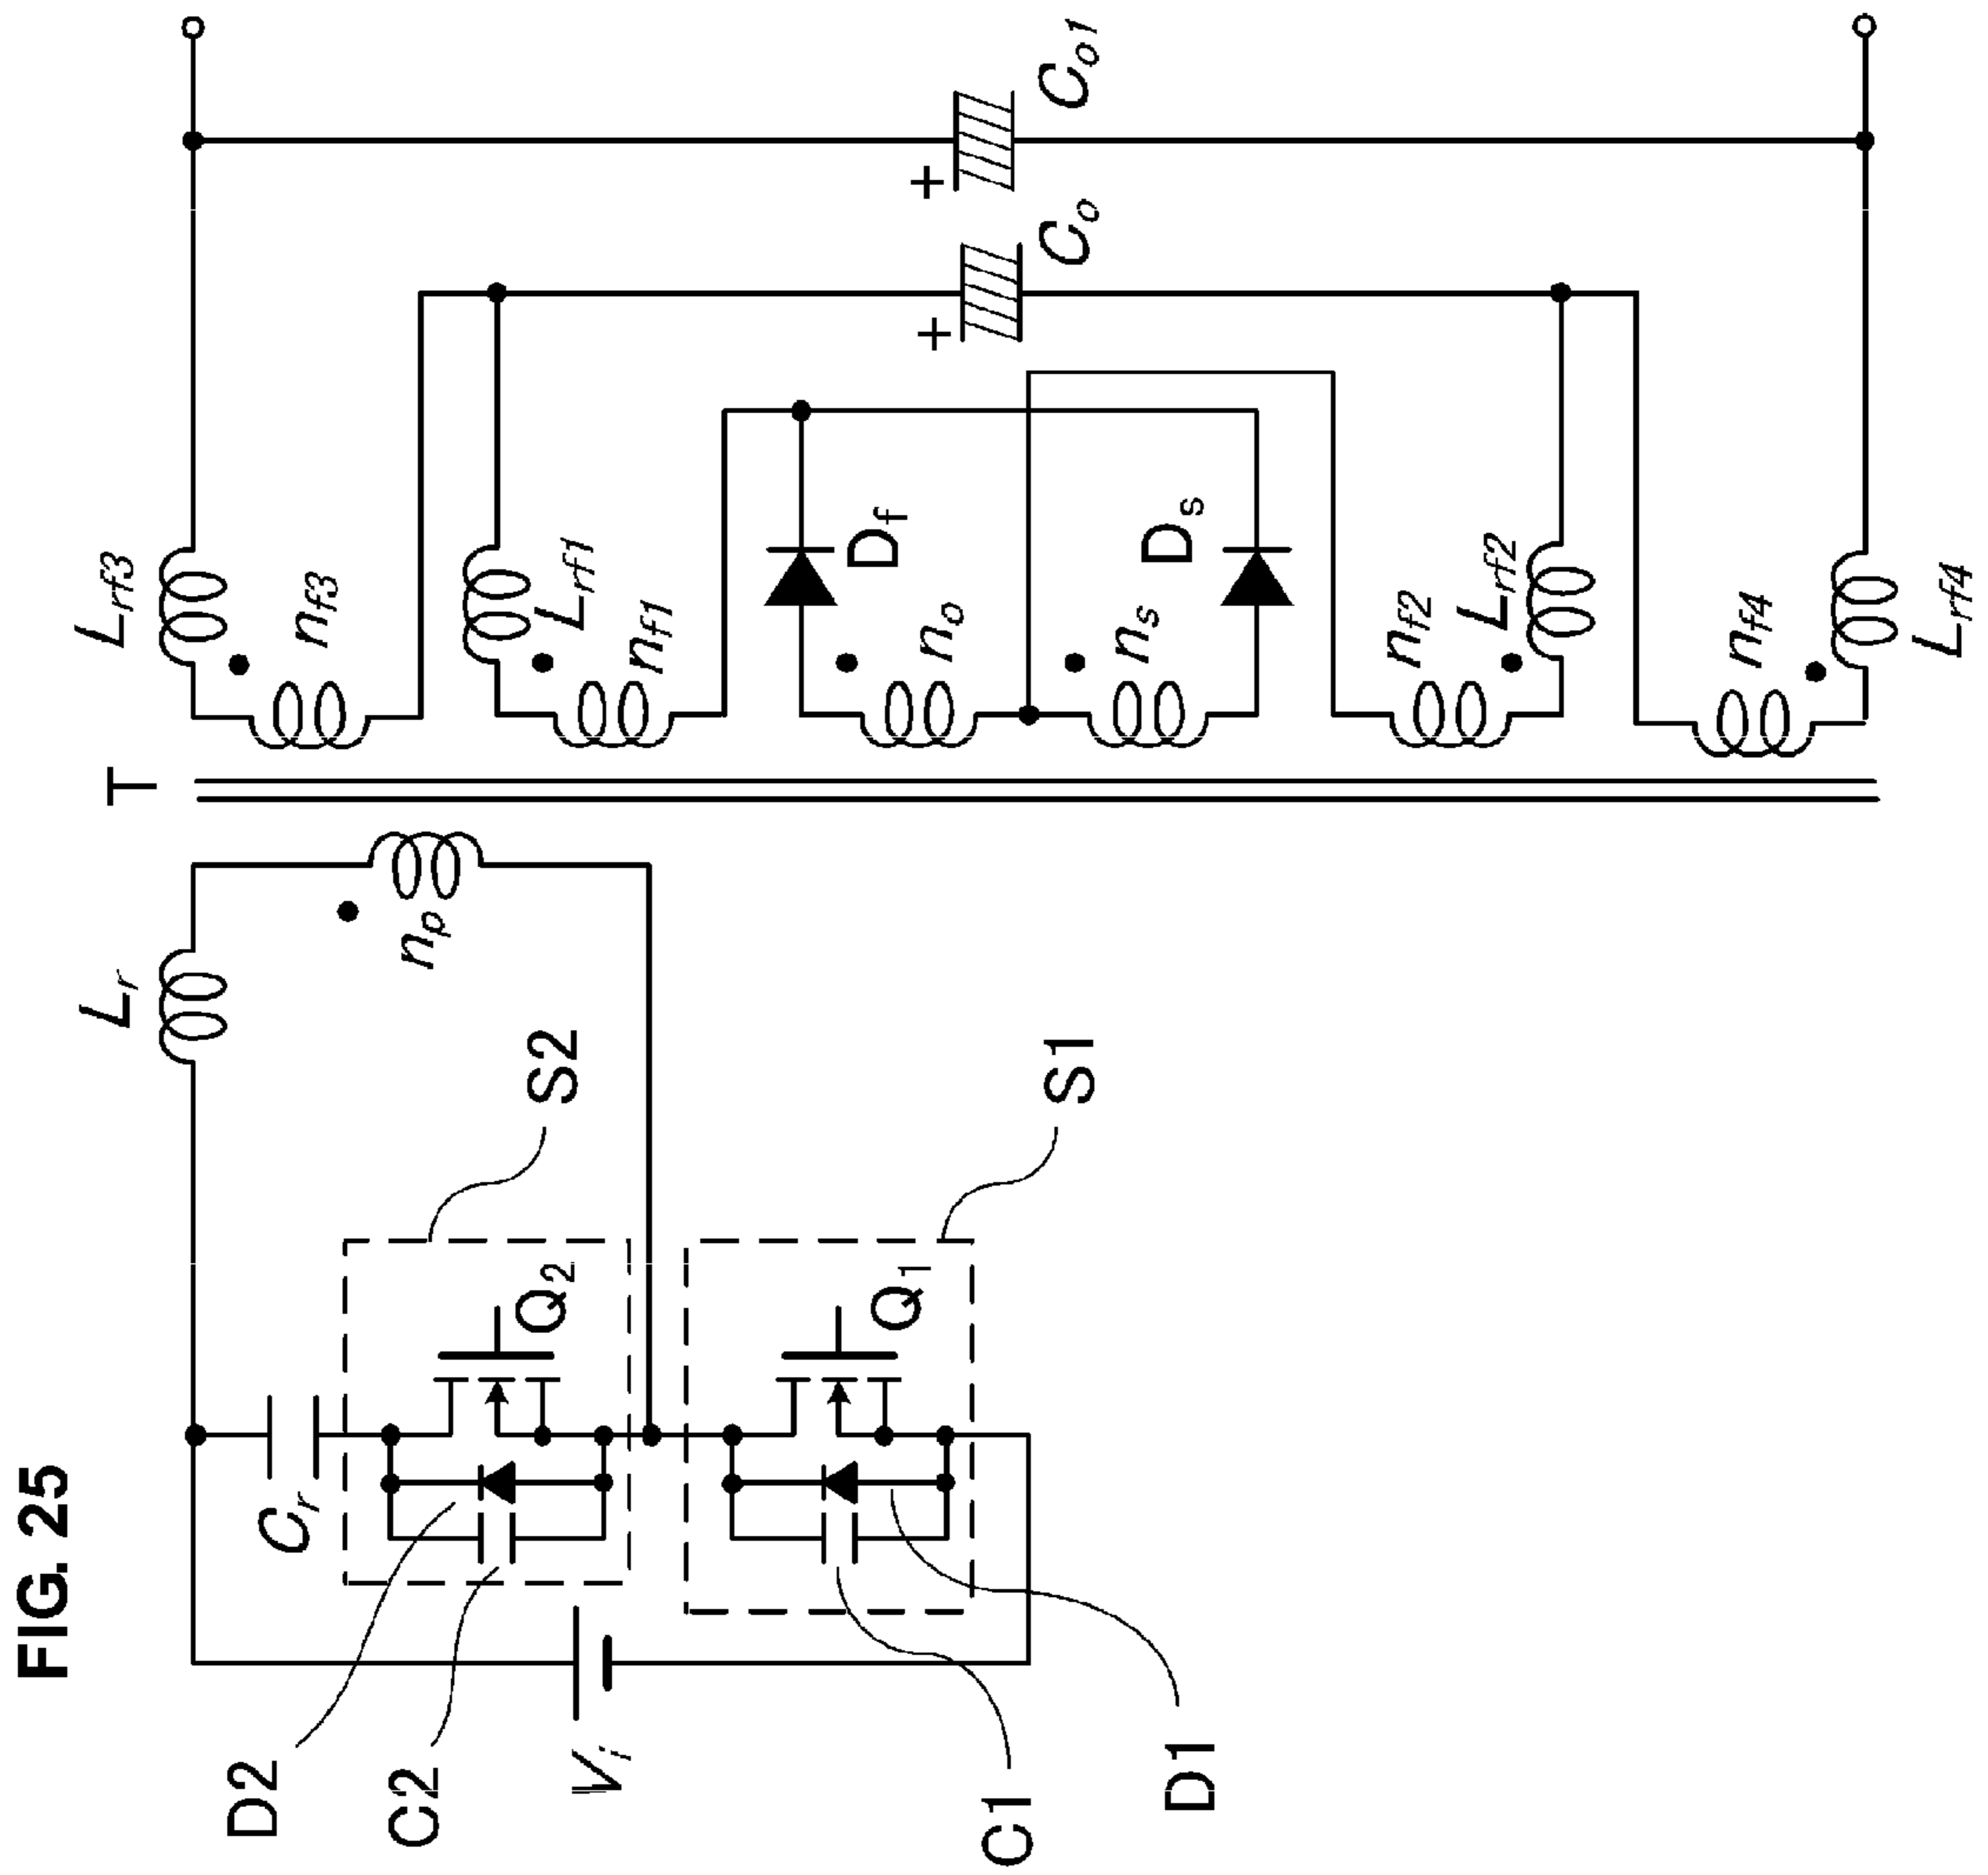 FIG. 25
T
Lr
np
S2
S1
Cr
Q2
Q1
D2
C2
Vi
C1
D1
Lrf3
nf3
Lrf1
nf1
Df
no
Ds
ns
nf2
Lrf2
nf4
Lrf4
+
Co
+
Co1